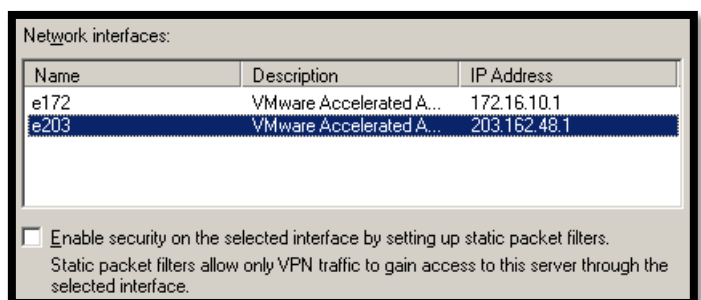 Network interfaces:
Name Description IP Address
e172 VMware Accelerated A... 172.16.10.1
e203 VMware Accelerated A... 203.162.48.1
Enable security on the selected interface by setting up static packet filters.
Static packet filters allow only VPN traffic to gain access to this server through the
selected interface.